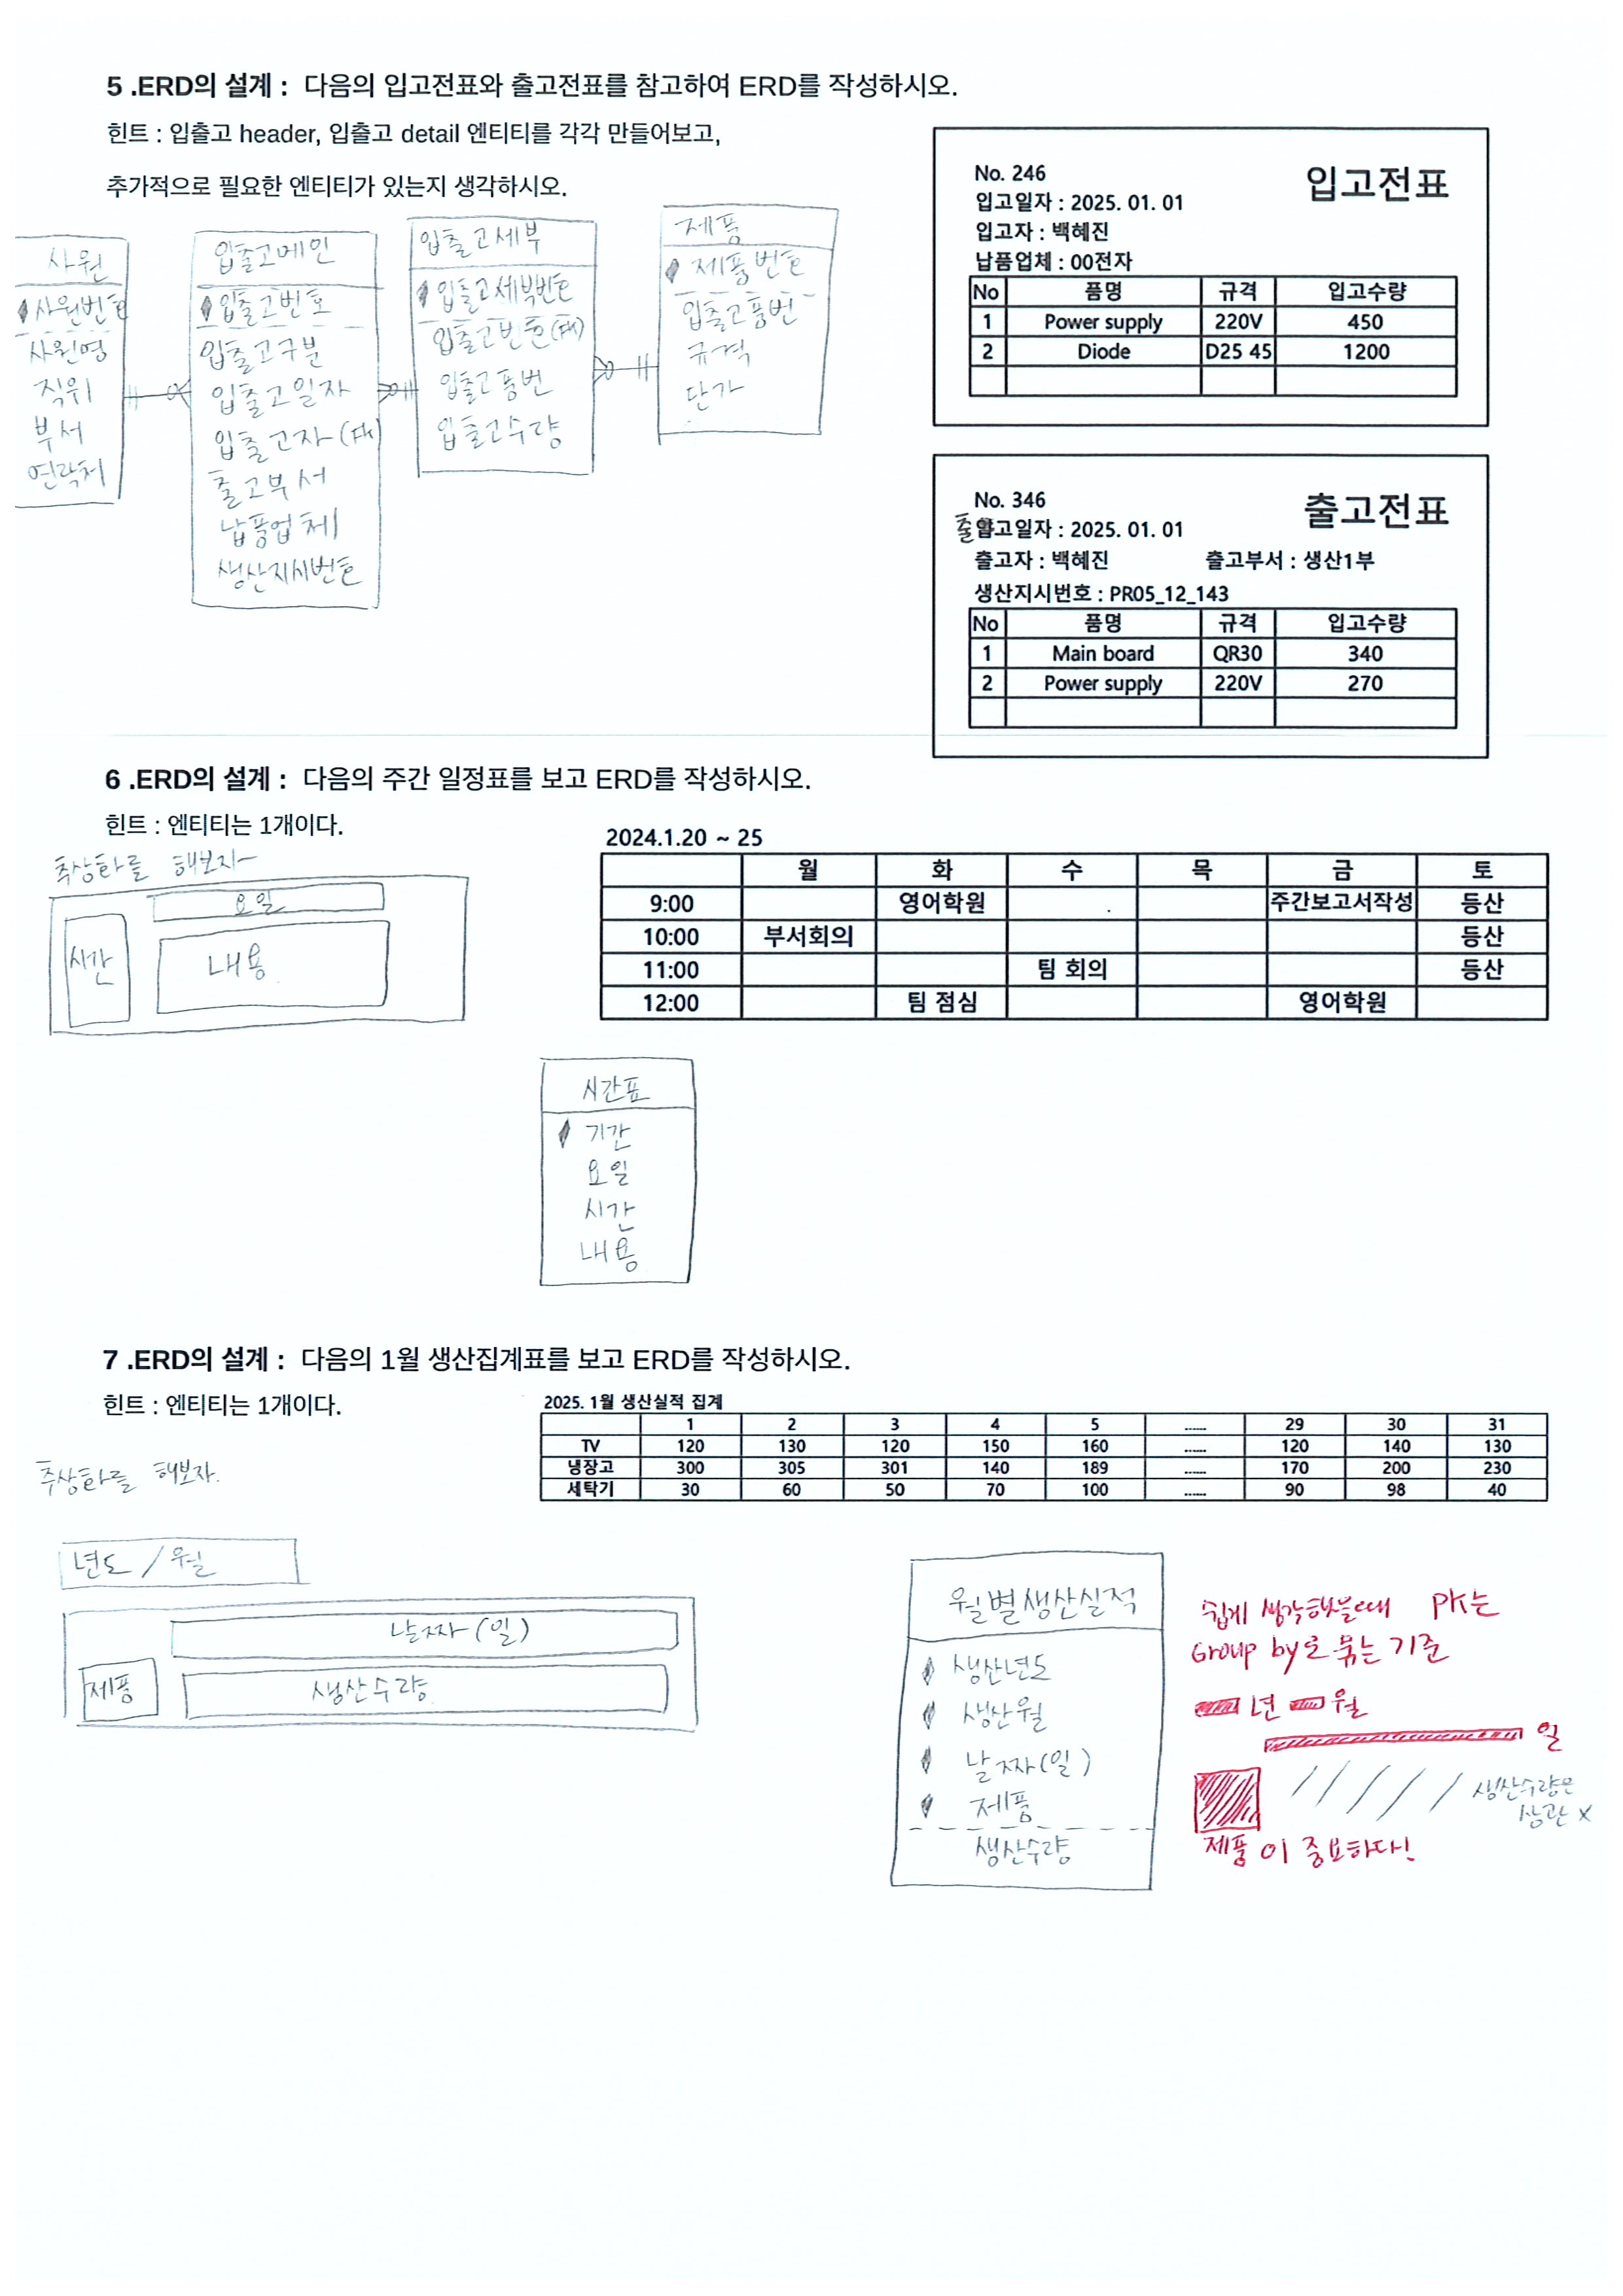 5 .ERD의 설계 : 다음의 입고전표와 출고전표를 참고하여 ERD를 작성하시오.
힌트 : 입출고 header, 입출고 detail 엔티티를 각각 만들어보고,
추가적으로 필요한 엔티티가 있는지 생각하시오.
사원
사원번호
사원명
직위
부서
연락처
입출고메인
입출고번호
입출고구분
입출고일자
입출고자(FK)
출고부서
납품업체
생산지시번호
입출고세부
입출고세부번호
입출고번호(FK)
입출고품번
입출고수량
제품
제품번호
입출고품번
규격
단가
No. 246 입고전표
입고일자 : 2025. 01. 01
입고자 : 백혜진
납품업체 : 00전자
No 품명 규격 입고수량
1 Power supply 220V 450
2 Diode D25 45 1200
No. 346 출고전표
출고일자 : 2025. 01. 01
출고자 : 백혜진 출고부서 : 생산1부
생산지시번호 : PR05_12_143
No 품명 규격 입고수량
1 Main board QR30 340
2 Power supply 220V 270
6 .ERD의 설계 : 다음의 주간 일정표를 보고 ERD를 작성하시오.
힌트 : 엔티티는 1개이다.
추상화를 해보자
요일
시간
내용
2024.1.20 ~ 25
월 화 수 목 금 토
9:00 영어학원 주간보고서작성 등산
10:00 부서회의 등산
11:00 팀 회의 등산
12:00 팀 점심 영어학원
시간표
기간
요일
시간
내용
7 .ERD의 설계 : 다음의 1월 생산집계표를 보고 ERD를 작성하시오.
힌트 : 엔티티는 1개이다.
2025. 1월 생산실적 집계
1 2 3 4 5 ...... 29 30 31
TV 120 130 120 150 160 ...... 120 140 130
냉장고 300 305 301 140 189 ...... 170 200 230
세탁기 30 60 50 70 100 ...... 90 98 40
추상화를 해보자.
년도 / 월
날짜(일)
제품
생산수량
월별생산실적
생산년도
생산월
날짜(일)
제품
생산수량
쉽게 생각했을때 PK는
Group by로 묶는 기준
년 월
일
생산수량은
상관 X
제품이 중요하다!